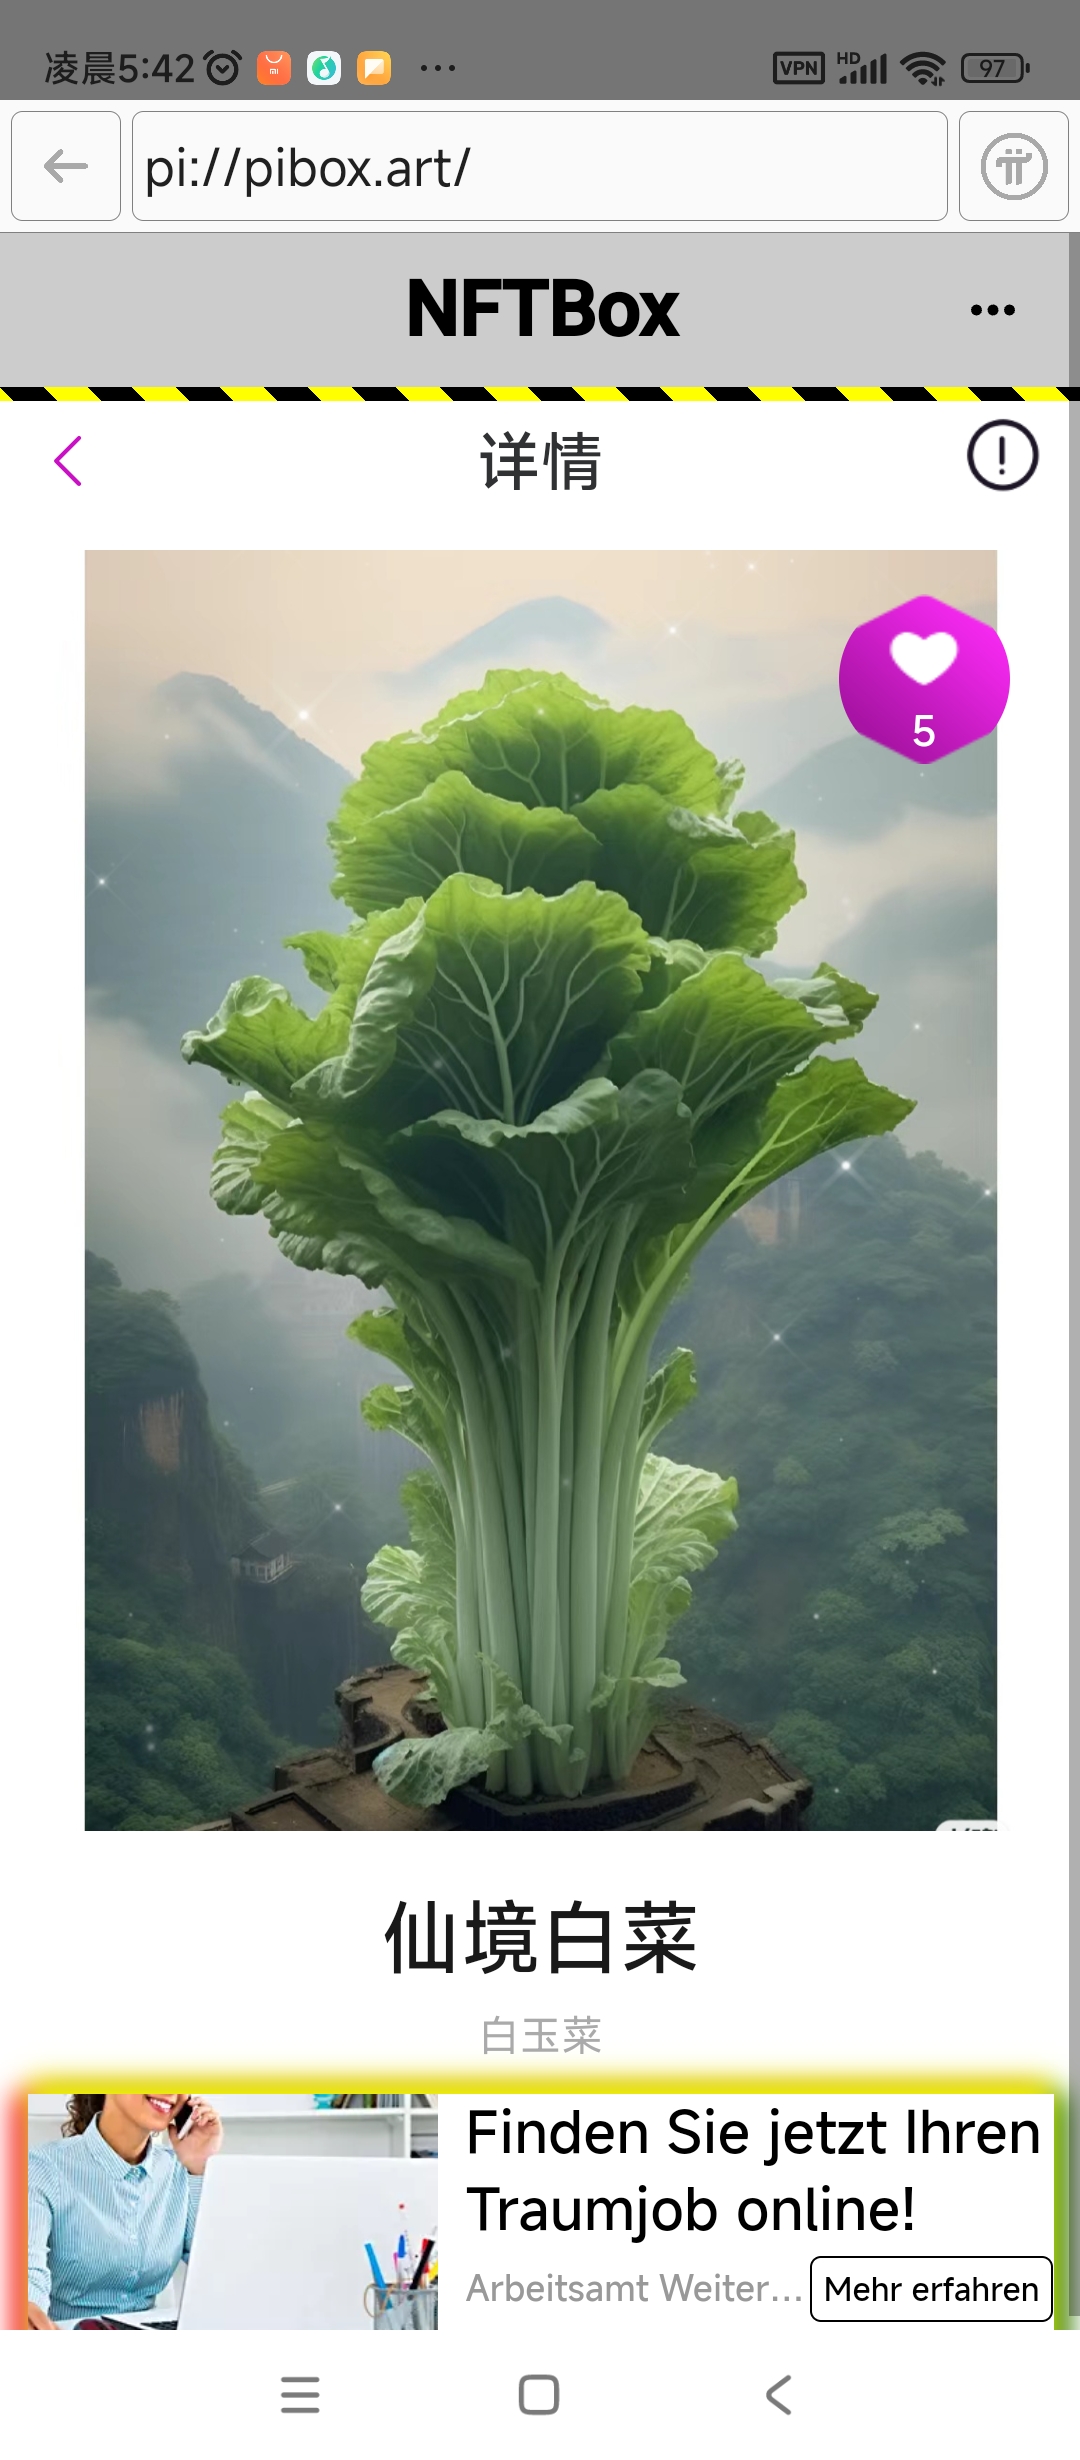 凌晨5:42
VPN
HD
97
pi://pibox.art/
NFTBox
详情
5
仙境白菜
白玉菜
Finden Sie jetzt Ihren
Traumjob online!
Arbeitsamt Weiter...
Mehr erfahren